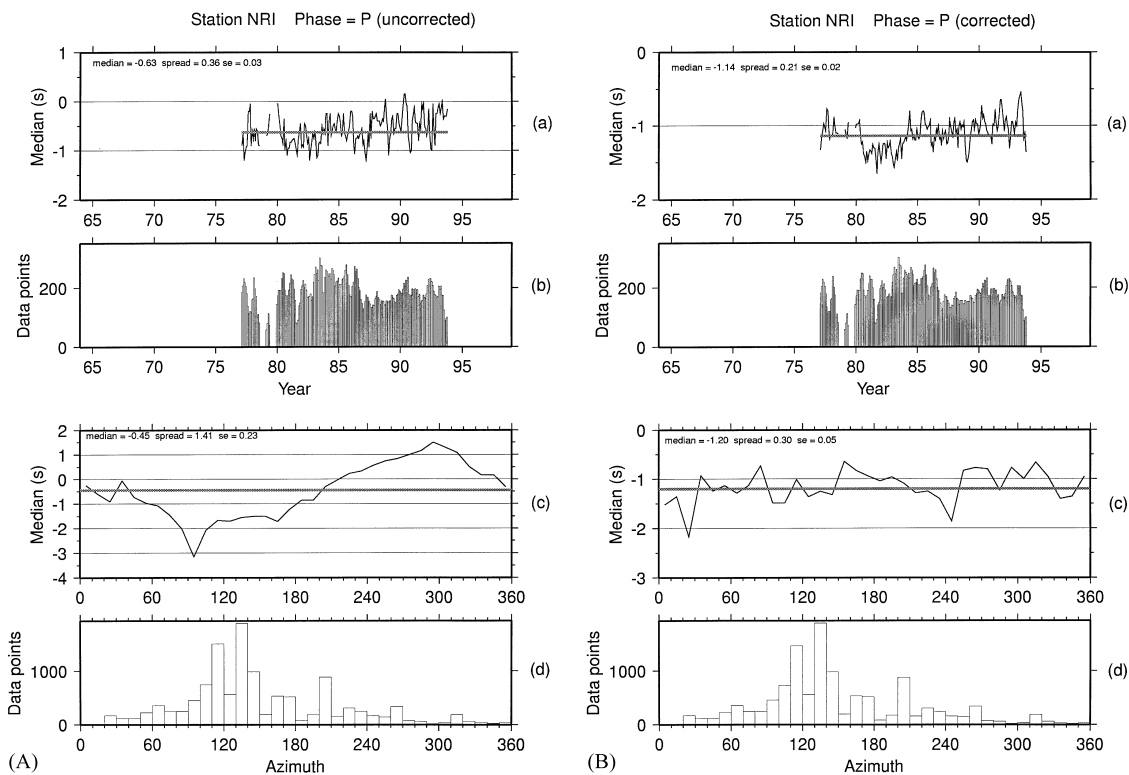 Station NRI Phase = P (uncorrected)
1
0
-1
-2
Median (s)
median = -0.63 spread = 0.36 se = 0.03
(a)
65 70 75 80 85 90 95
200
0
Data points
(b)
65 70 75 80 85 90 95
Year
2
1
0
-1
-2
-3
-4
Median (s)
median = -0.45 spread = 1.41 se = 0.23
(c)
0 60 120 180 240 300 360
1000
0
Data points
(d)
0 60 120 180 240 300 360
Azimuth
(A)
Station NRI Phase = P (corrected)
0
-1
-2
Median (s)
median = -1.14 spread = 0.21 se = 0.02
(a)
65 70 75 80 85 90 95
200
0
Data points
(b)
65 70 75 80 85 90 95
Year
0
-1
-2
-3
Median (s)
median = -1.20 spread = 0.30 se = 0.05
(c)
0 60 120 180 240 300 360
1000
0
Data points
(d)
0 60 120 180 240 300 360
Azimuth
(B)